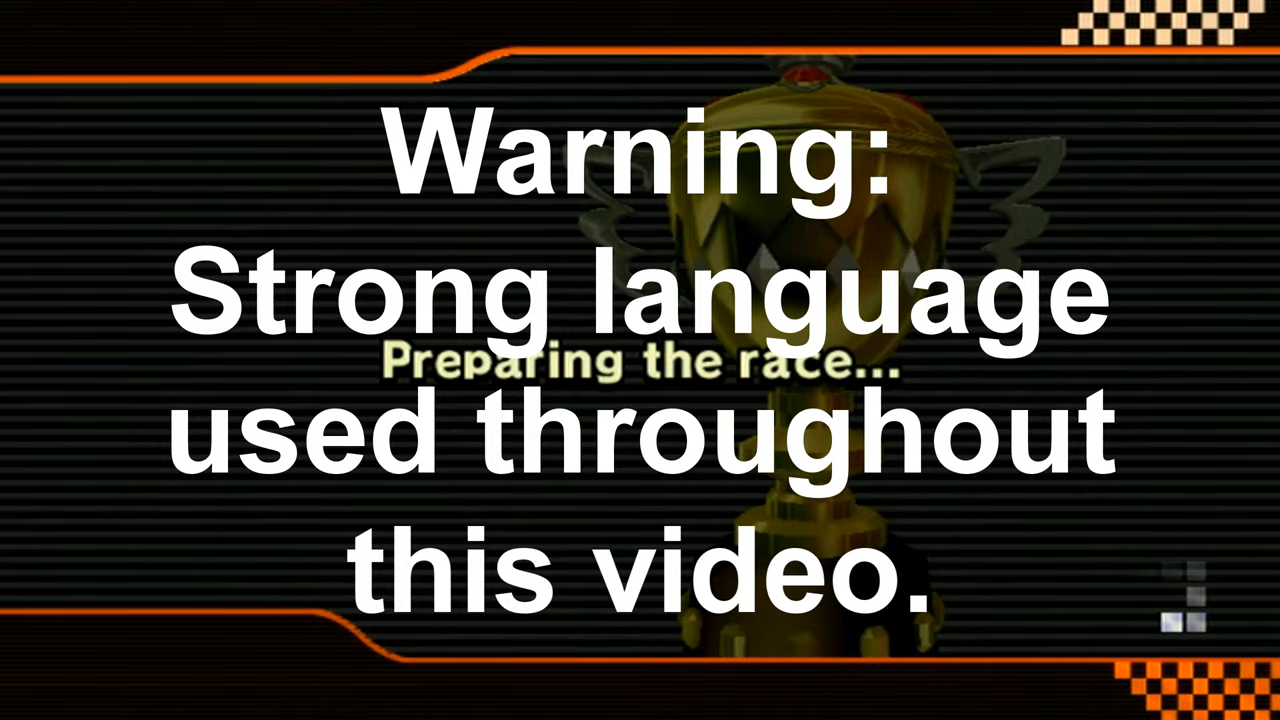 Warning:
Strong language
Preparing the race...
used throughout
this video.